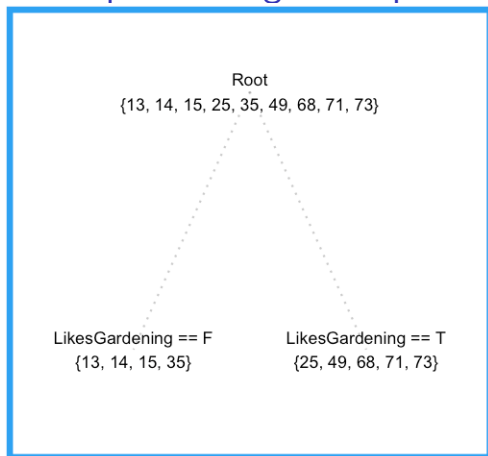 Root
{13, 14, 15, 25, 35, 49, 68, 71, 73}
LikesGardening == F
LikesGardening == T
{13, 14, 15, 35}
{25, 49, 68, 71, 73}